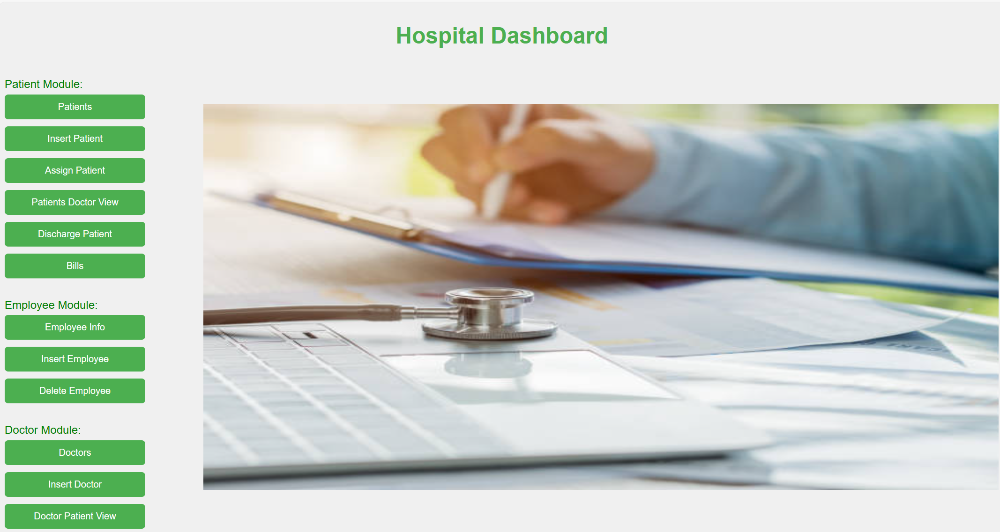 Hospital Dashboard
Patient Module:
Patients
Insert Patient
Assign Patient
Patients Doctor View
Discharge Patient
Bills
Employee Module:
Employee Info
Insert Employee
Delete Employee
Doctor Module:
Doctors
Insert Doctor
Doctor Patient View